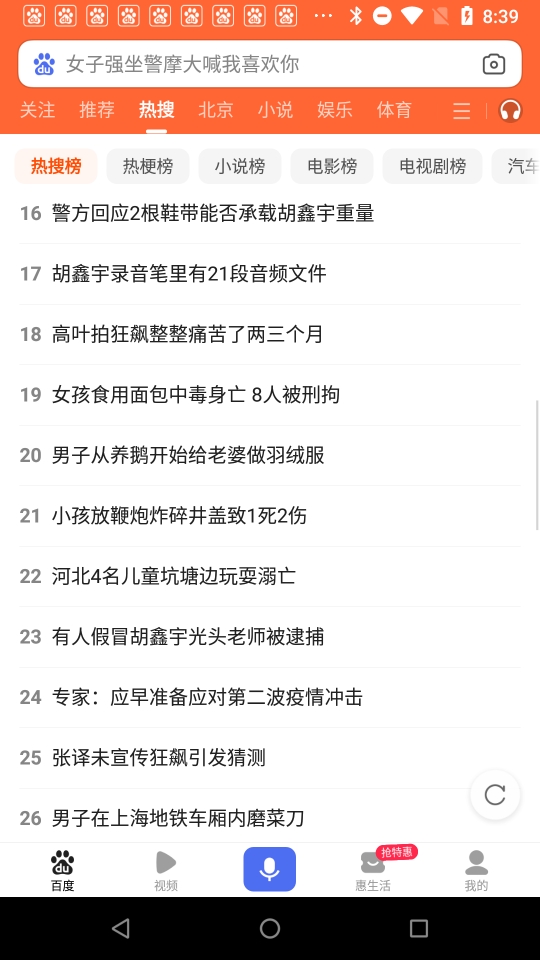 8:39
女子强坐警摩大喊我喜欢你
关注 推荐 热搜 北京 小说 娱乐 体育
热搜榜 热梗榜 小说榜 电影榜 电视剧榜 汽车
16 警方回应2根鞋带能否承载胡鑫宇重量
17 胡鑫宇录音笔里有21段音频文件
18 高叶拍狂飙整整痛苦了两三个月
19 女孩食用面包中毒身亡 8人被刑拘
20 男子从养鹅开始给老婆做羽绒服
21 小孩放鞭炮炸碎井盖致1死2伤
22 河北4名儿童坑塘边玩耍溺亡
23 有人假冒胡鑫宇光头老师被逮捕
24 专家：应早准备应对第二波疫情冲击
25 张译未宣传狂飙引发猜测
26 男子在上海地铁车厢内磨菜刀
抢特惠
百度 视频 惠生活 我的